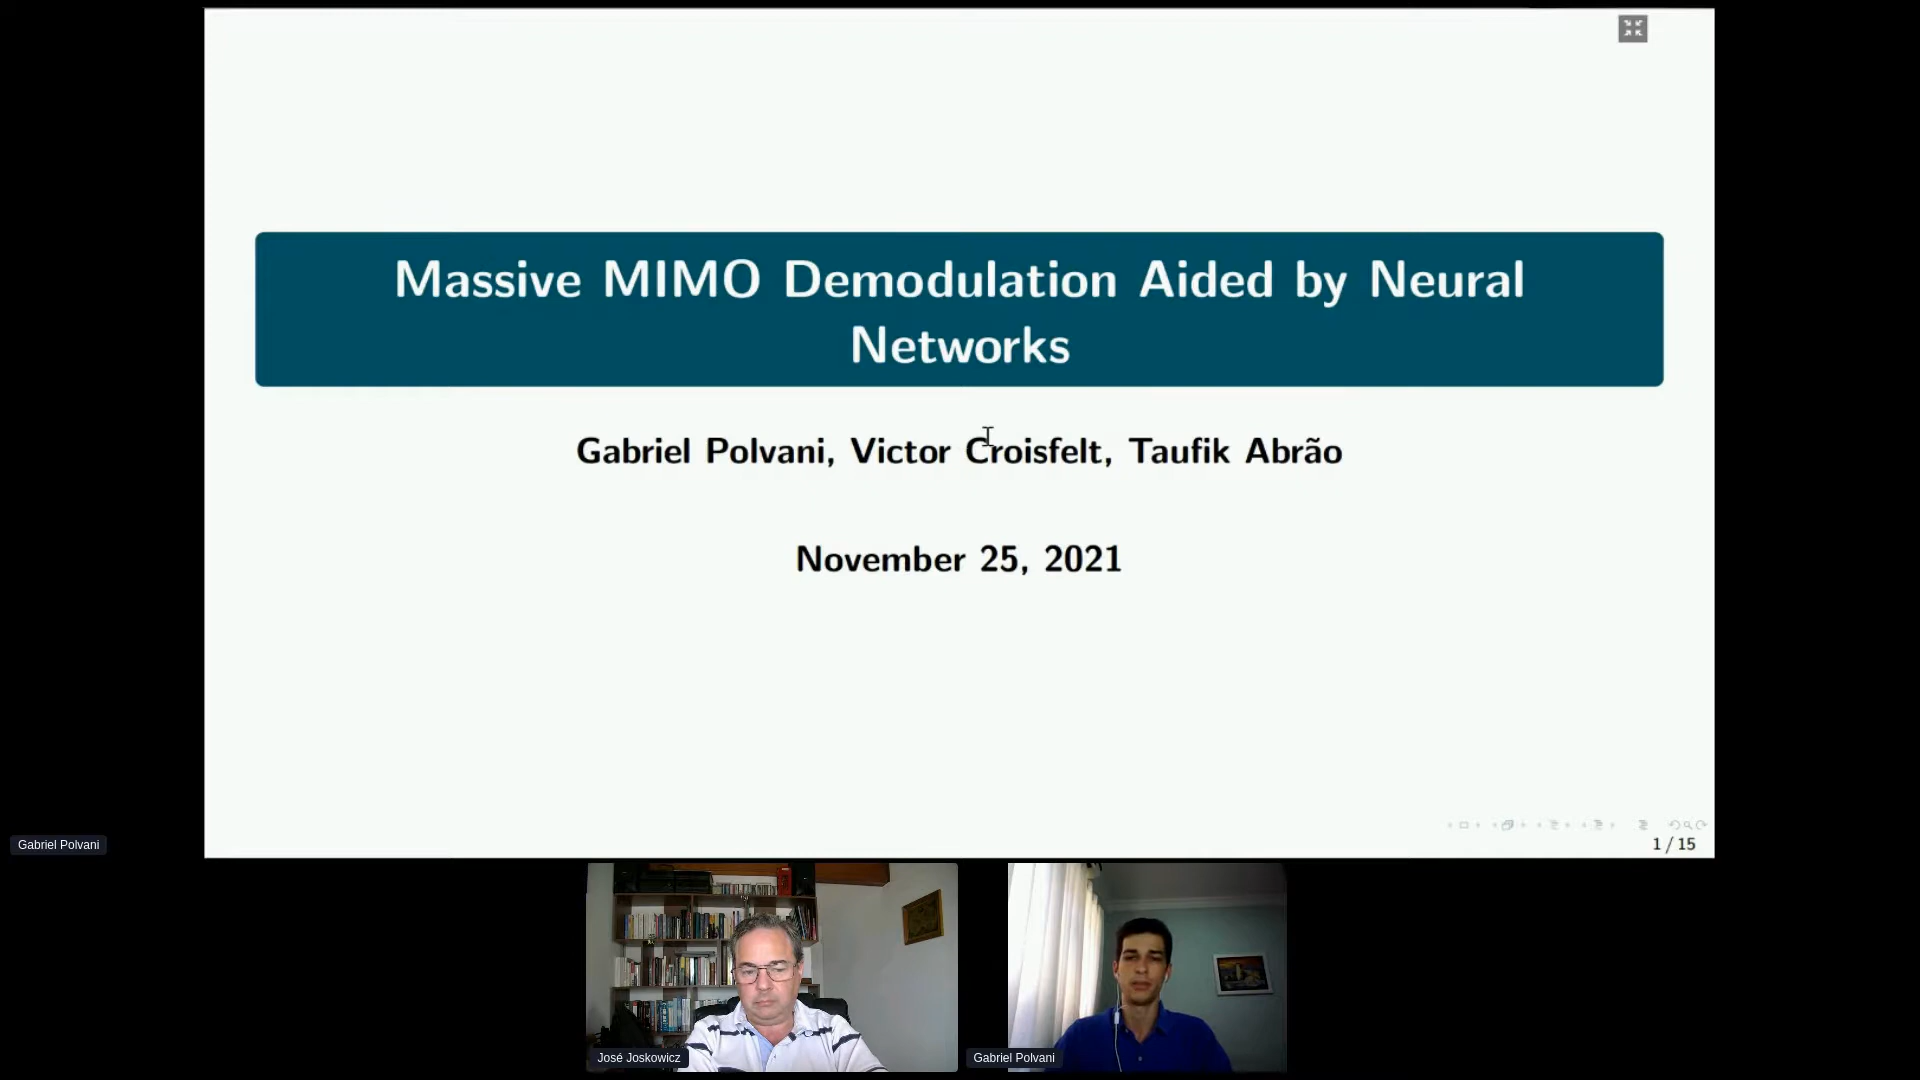 Massive MIMO Demodulation Aided by Neural
Networks
Gabriel Polvani, Victor Croisfelt, Taufik Abrão
November 25, 2021
1 / 15
Gabriel Polvani
José Joskowicz
Gabriel Polvani